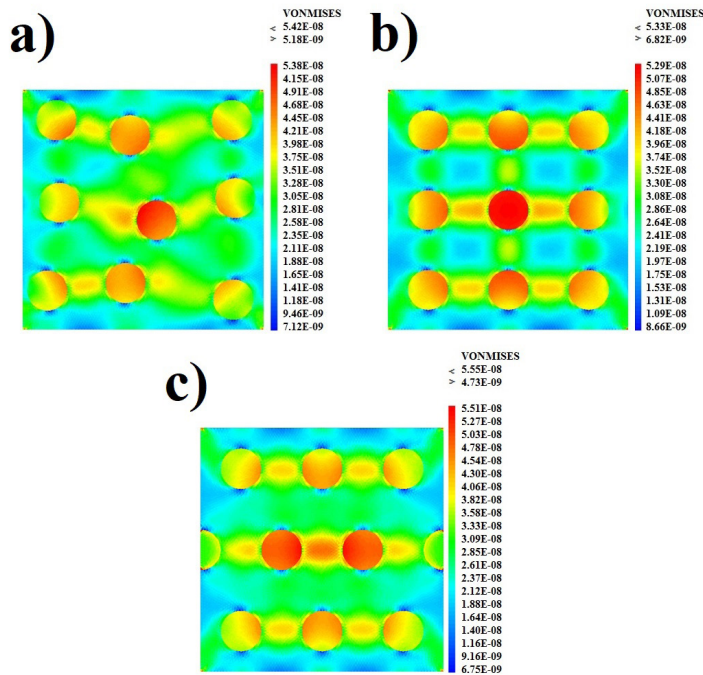 a)
VONMISES
< 5.42E-08
> 5.18E-09
5.38E-08
4.15E-08
4.91E-08
4.68E-08
4.45E-08
4.21E-08
3.98E-08
3.75E-08
3.51E-08
3.28E-08
3.05E-08
2.81E-08
2.58E-08
2.35E-08
2.11E-08
1.88E-08
1.65E-08
1.41E-08
1.18E-08
9.46E-09
7.12E-09
b)
VONMISES
< 5.33E-08
> 6.82E-09
5.29E-08
5.07E-08
4.85E-08
4.63E-08
4.41E-08
4.18E-08
3.96E-08
3.74E-08
3.52E-08
3.30E-08
3.08E-08
2.86E-08
2.64E-08
2.41E-08
2.19E-08
1.97E-08
1.75E-08
1.53E-08
1.31E-08
1.09E-08
8.66E-09
c)
VONMISES
< 5.55E-08
> 4.73E-09
5.51E-08
5.27E-08
5.03E-08
4.78E-08
4.54E-08
4.30E-08
4.06E-08
3.82E-08
3.58E-08
3.33E-08
3.09E-08
2.85E-08
2.61E-08
2.37E-08
2.12E-08
1.88E-08
1.64E-08
1.40E-08
1.16E-08
9.16E-09
6.75E-09